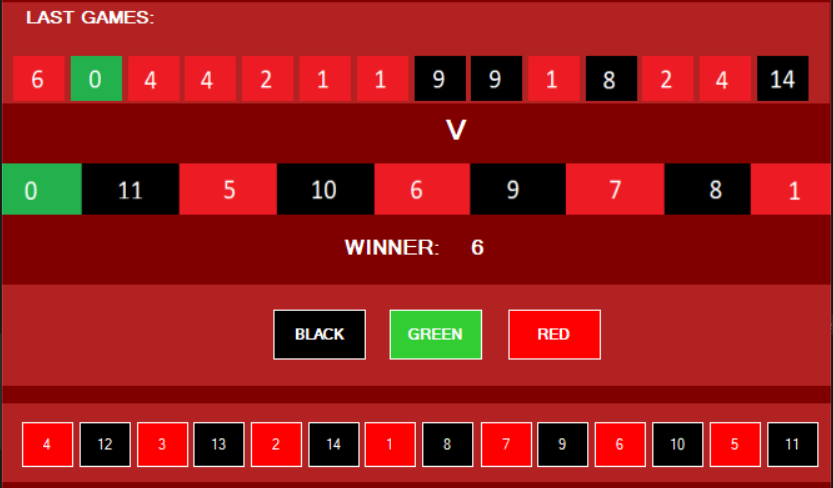 LAST GAMES:
6 0 4 4 2 1 1 9 9 1 8 2 4 14
V
0 11 5 10 6 9 7 8 1
WINNER: 6
BLACK GREEN RED
4 12 3 13 2 14 1 8 7 9 6 10 5 11